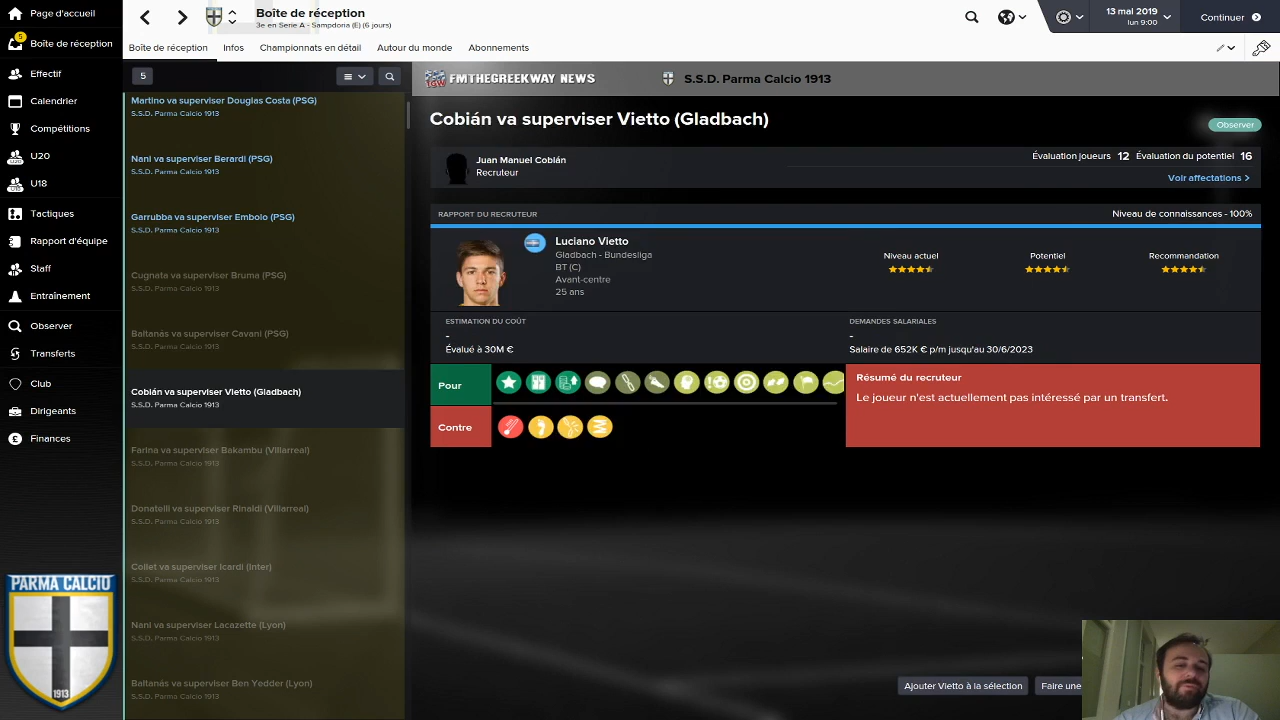 Page d'accueil
5
Boîte de réception
Effectif
Calendrier
Compétitions
U20
U20
U18
U18
Tactiques
Rapport d'équipe
Staff
Entraînement
Observer
Transferts
Club
Dirigeants
Finances
PARMA CALCIO
1913
Boîte de réception
3e en Serie A - Sampdoria (E) (6 jours)
13 mai 2019
lun 9:00
Continuer
Boîte de réception
Infos
Championnats en détail
Autour du monde
Abonnements
5
Martino va superviser Douglas Costa (PSG)
S.S.D. Parma Calcio 1913
Nani va superviser Berardi (PSG)
S.S.D. Parma Calcio 1913
Garrubba va superviser Embolo (PSG)
S.S.D. Parma Calcio 1913
Cugnata va superviser Bruma (PSG)
S.S.D. Parma Calcio 1913
Baltanás va superviser Cavani (PSG)
S.S.D. Parma Calcio 1913
Cobián va superviser Vietto (Gladbach)
S.S.D. Parma Calcio 1913
Farina va superviser Bakambu (Villarreal)
S.S.D. Parma Calcio 1913
Donatelli va superviser Rinaldi (Villarreal)
S.S.D. Parma Calcio 1913
Collet va superviser Icardi (Inter)
S.S.D. Parma Calcio 1913
Nani va superviser Lacazette (Lyon)
S.S.D. Parma Calcio 1913
Baltanás va superviser Ben Yedder (Lyon)
S.S.D. Parma Calcio 1913
FMTHEGREEKWAY NEWS
S.S.D. Parma Calcio 1913
Cobián va superviser Vietto (Gladbach)
Observer
Juan Manuel Cobián
Recruteur
Évaluation joueurs 12 Évaluation du potentiel 16
Voir affectations >
RAPPORT DU RECRUTEUR
Niveau de connaissances - 100%
Luciano Vietto
Gladbach - Bundesliga
BT (C)
Avant-centre
25 ans
Niveau actuel
Potentiel
Recommandation
ESTIMATION DU COÛT
-
Évalué à 30M €
DEMANDES SALARIALES
-
Salaire de 652K € p/m jusqu'au 30/6/2023
Pour
Contre
Résumé du recruteur
Le joueur n'est actuellement pas intéressé par un transfert.
Ajouter Vietto à la sélection
Faire une